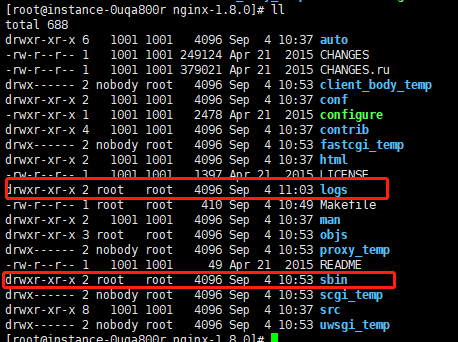 [root@instance-0uqa800r nginx-1.8.0]# ll
total 688
drwxr-xr-x 6 1001 1001 4096 Sep 4 10:37 auto
-rw-r--r-- 1 1001 1001 249124 Apr 21 2015 CHANGES
-rw-r--r-- 1 1001 1001 379021 Apr 21 2015 CHANGES.ru
drwx------ 2 nobody root 4096 Sep 4 10:53 client_body_temp
drwxr-xr-x 2 1001 1001 4096 Sep 4 10:37 conf
-rwxr-xr-x 1 1001 1001 2478 Apr 21 2015 configure
drwxr-xr-x 4 1001 1001 4096 Sep 4 10:37 contrib
drwx------ 2 nobody root 4096 Sep 4 10:53 fastcgi_temp
drwxr-xr-x 2 1001 1001 4096 Sep 4 10:37 html
-rw-r--r-- 1 1001 1001 1397 Apr 21 2015 LICENSE
drwxr-xr-x 2 root root 4096 Sep 4 11:03 logs
-rw-r--r-- 1 root root 410 Sep 4 10:49 Makefile
drwxr-xr-x 2 1001 1001 4096 Sep 4 10:37 man
drwxr-xr-x 3 root root 4096 Sep 4 10:53 objs
drwx------ 2 nobody root 4096 Sep 4 10:53 proxy_temp
-rw-r--r-- 1 1001 1001 49 Apr 21 2015 README
drwxr-xr-x 2 root root 4096 Sep 4 10:53 sbin
drwx------ 2 nobody root 4096 Sep 4 10:53 scgi_temp
drwxr-xr-x 8 1001 1001 4096 Sep 4 10:37 src
drwx------ 2 nobody root 4096 Sep 4 10:53 uwsgi_temp
[root@instance-0uqa800r nginx-1.8.0]#